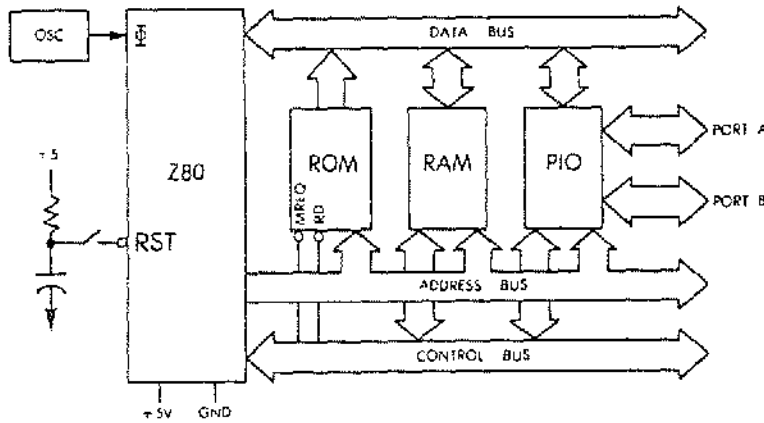 OSC
Φ
DATA BUS
Z80
ROM
RAM
PIO
PORT A
PORT B
MREQ
RD
+5
RST
ADDRESS BUS
CONTROL BUS
+5V
GND